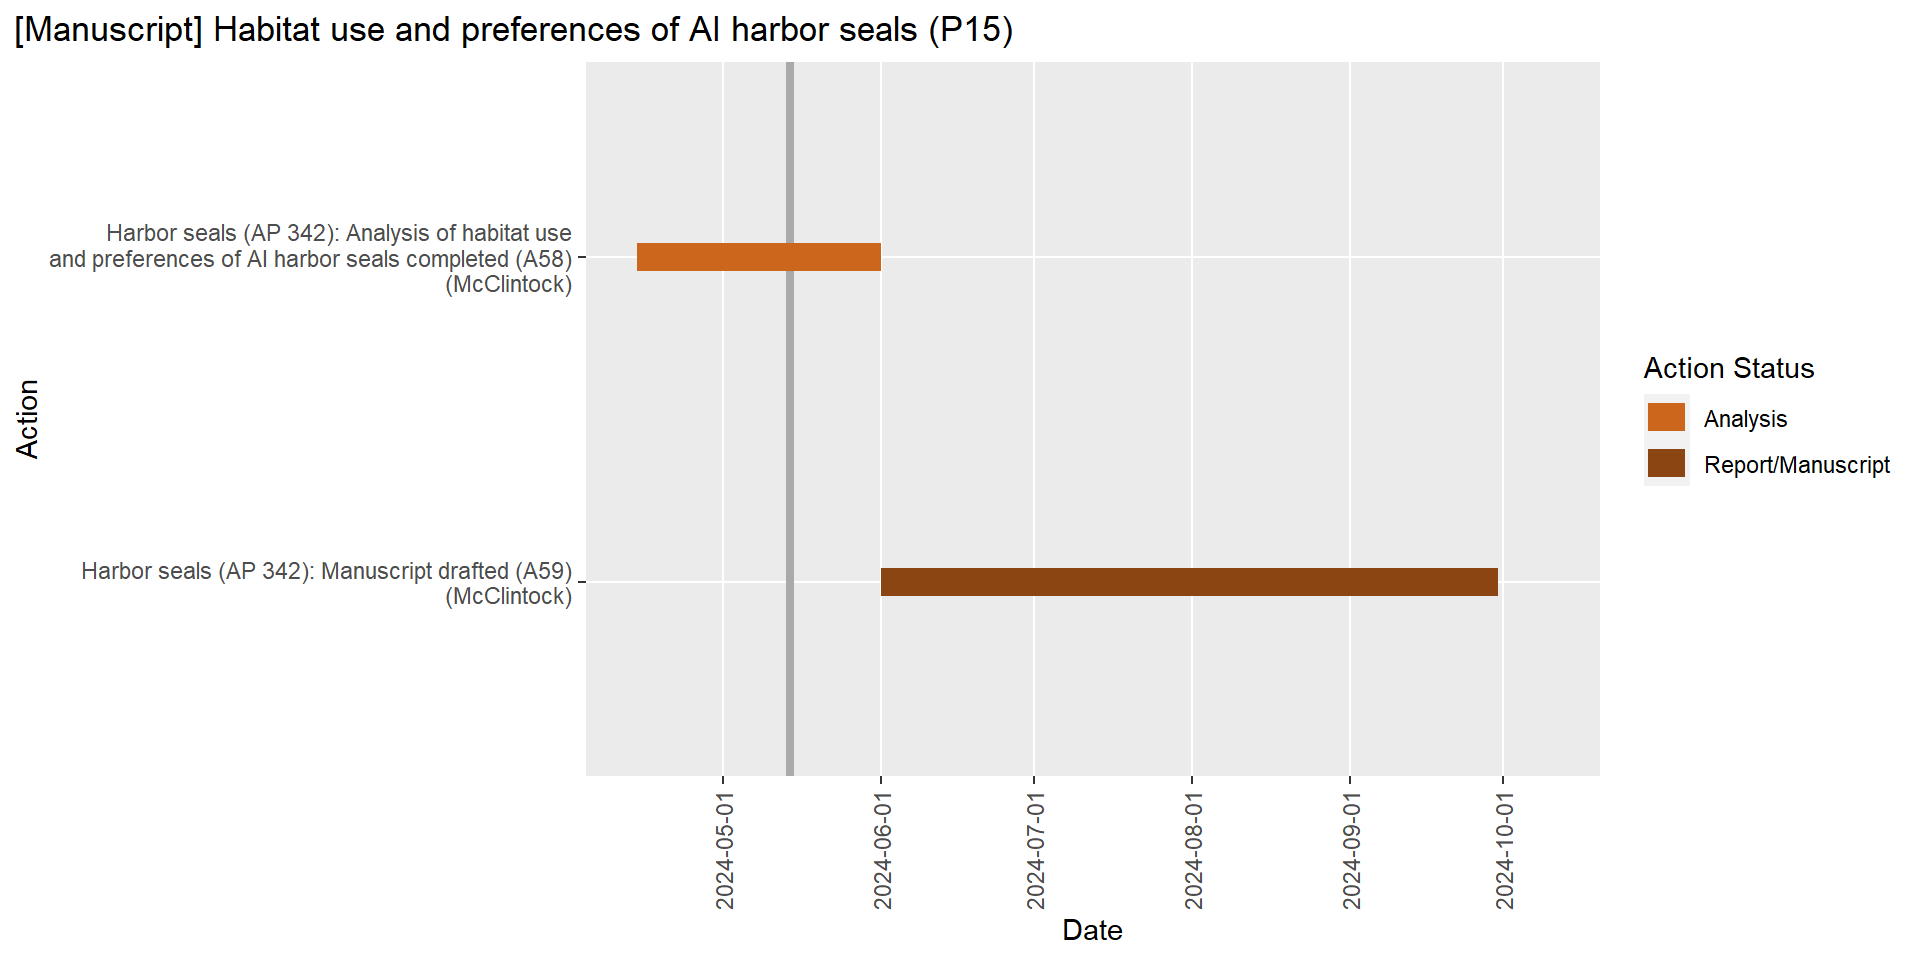 [Manuscript] Habitat use and preferences of AI harbor seals (P15)
Harbor seals (AP 342): Analysis of habitat use
and preferences of AI harbor seals completed (A58)
(McClintock)
Action
Harbor seals (AP 342): Manuscript drafted (A59)
(McClintock)
Action Status
Analysis
Report/Manuscript
2024-05-01
2024-06-01
2024-07-01
2024-08-01
2024-09-01
2024-10-01
Date